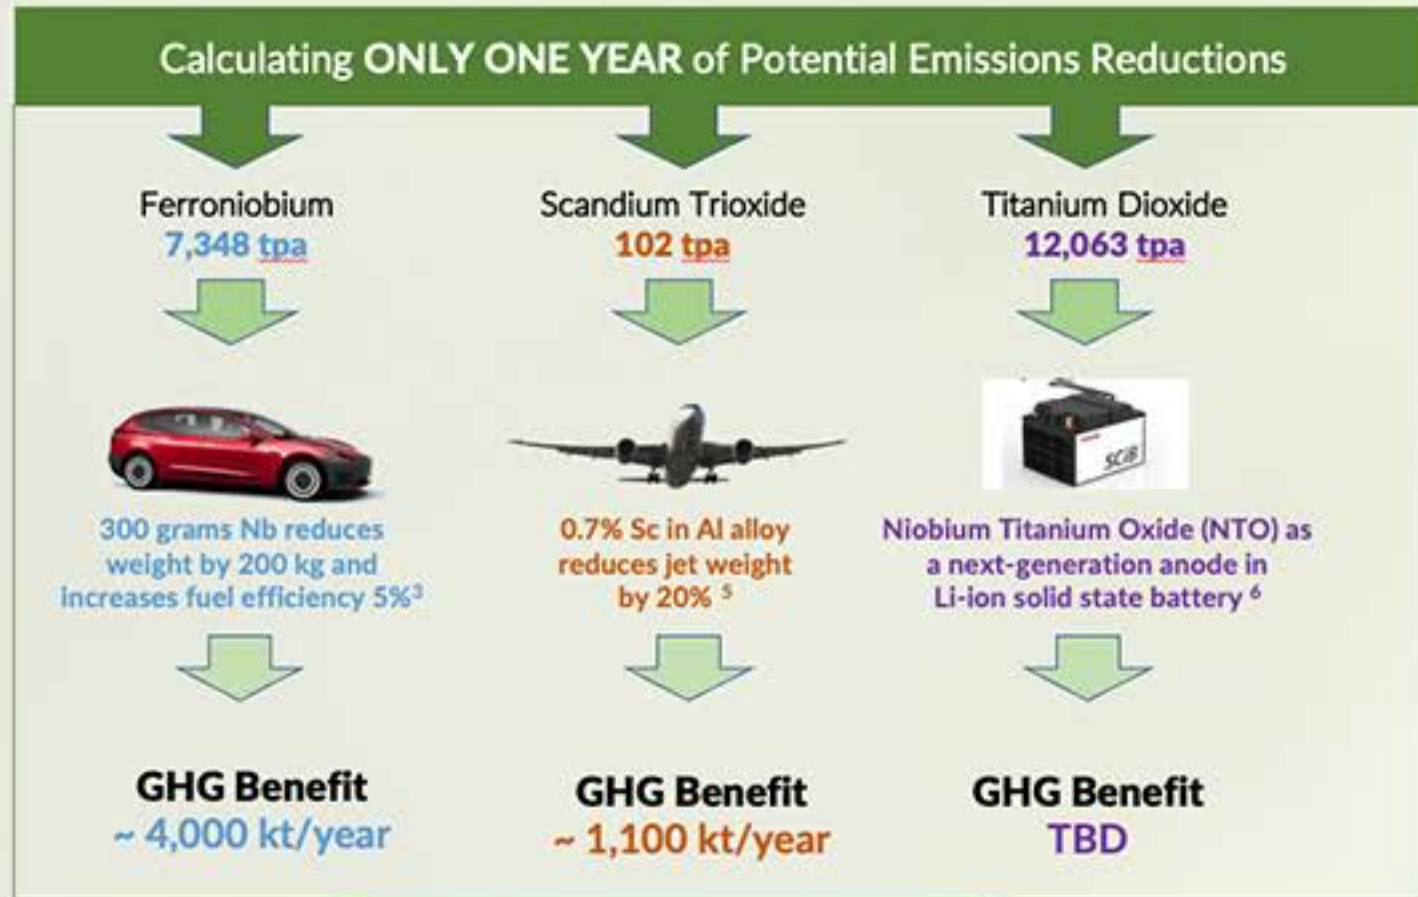 Calculating ONLY ONE YEAR of Potential Emissions Reductions
Ferroniobium
7,348 tpa
Scandium Trioxide
102 tpa
Titanium Dioxide
12,063 tpa
SCiB
300 grams Nb reduces
weight by 200 kg and
increases fuel efficiency 5%³
0.7% Sc in Al alloy
reduces jet weight
by 20% ⁵
Niobium Titanium Oxide (NTO) as
a next-generation anode in
Li-ion solid state battery ⁶
GHG Benefit
~ 4,000 kt/year
GHG Benefit
~ 1,100 kt/year
GHG Benefit
TBD